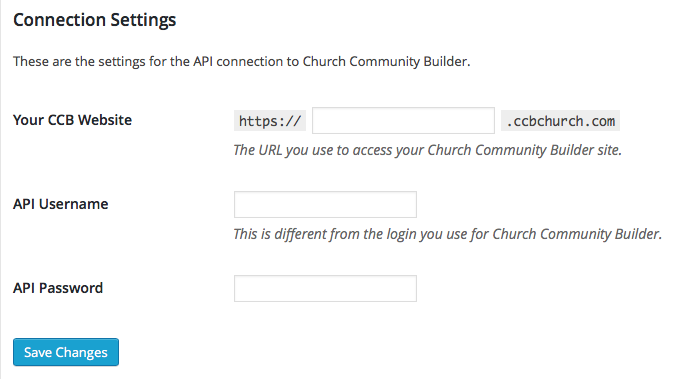 Connection Settings
These are the settings for the API connection to Church Community Builder.
Your CCB Website https:// .ccbchurch.com
The URL you use to access your Church Community Builder site.
API Username
This is different from the login you use for Church Community Builder.
API Password
Save Changes